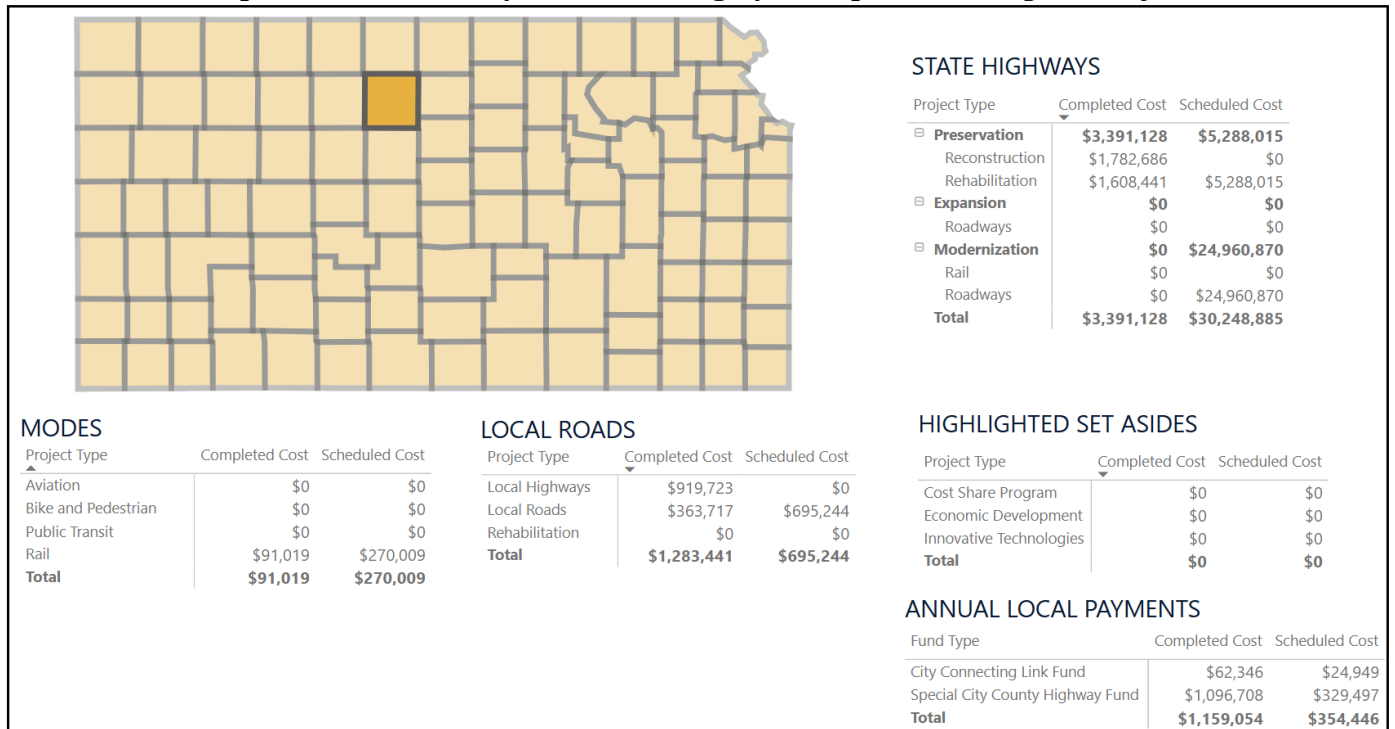 STATE HIGHWAYS
Project Type Completed Cost Scheduled Cost
Preservation $3,391,128 $5,288,015
Reconstruction $1,782,686 $0
Rehabilitation $1,608,441 $5,288,015
Expansion $0 $0
Roadways $0 $0
Modernization $0 $24,960,870
Rail $0 $0
Roadways $0 $24,960,870
Total $3,391,128 $30,248,885
MODES
Project Type Completed Cost Scheduled Cost
Aviation $0 $0
Bike and Pedestrian $0 $0
Public Transit $0 $0
Rail $91,019 $270,009
Total $91,019 $270,009
LOCAL ROADS
Project Type Completed Cost Scheduled Cost
Local Highways $919,723 $0
Local Roads $363,717 $695,244
Rehabilitation $0 $0
Total $1,283,441 $695,244
HIGHLIGHTED SET ASIDES
Project Type Completed Cost Scheduled Cost
Cost Share Program $0 $0
Economic Development $0 $0
Innovative Technologies $0 $0
Total $0 $0
ANNUAL LOCAL PAYMENTS
Fund Type Completed Cost Scheduled Cost
City Connecting Link Fund $62,346 $24,949
Special City County Highway Fund $1,096,708 $329,497
Total $1,159,054 $354,446